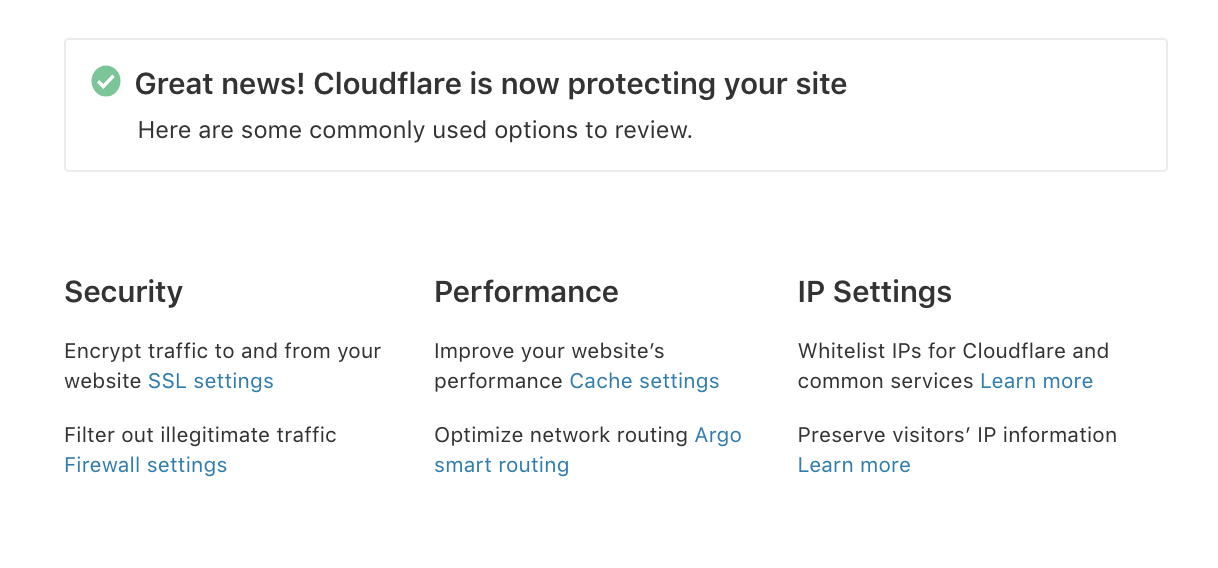 Great news! Cloudflare is now protecting your site
Here are some commonly used options to review.
Security
Encrypt traffic to and from your
website SSL settings
Filter out illegitimate traffic
Firewall settings
Performance
Improve your website’s
performance Cache settings
Optimize network routing Argo
smart routing
IP Settings
Whitelist IPs for Cloudflare and
common services Learn more
Preserve visitors’ IP information
Learn more